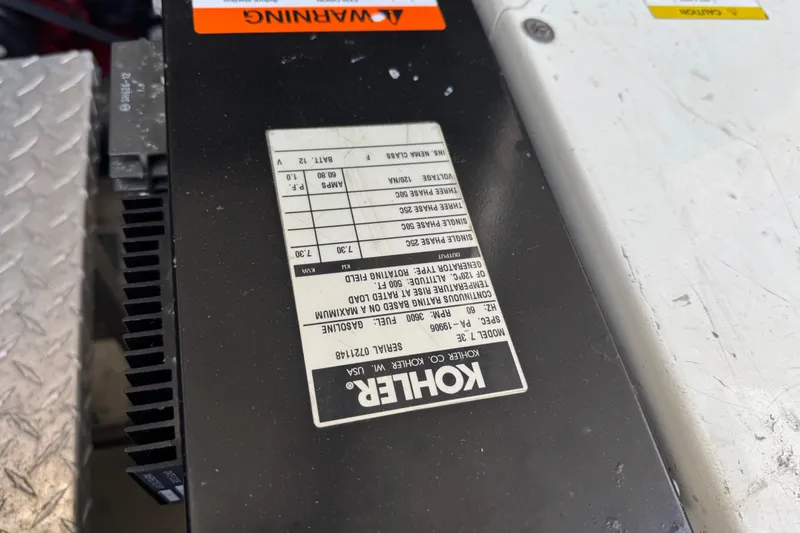 KOHLER®
KOHLER CO. KOHLER, WI. USA
MODEL 7.3E SERIAL 0721148
SPEC. PA-19906
HZ: 60 RPM: 3600 FUEL: GASOLINE
CONTINUOUS RATING BASED ON A MAXIMUM
TEMPERATURE RISE AT RATED LOAD
OF 120°C. ALTITUDE: 500 FT.
GENERATOR TYPE: ROTATING FIELD
OUTPUT KW KVA
SINGLE PHASE 25C 7.30 7.30
SINGLE PHASE 50C
THREE PHASE 25C
THREE PHASE 50C AMPS P.F.
VOLTAGE 120/NA 60.80 1.0
INS. NEMA CLASS F BATT. 12 V
WARNING
CAUTION